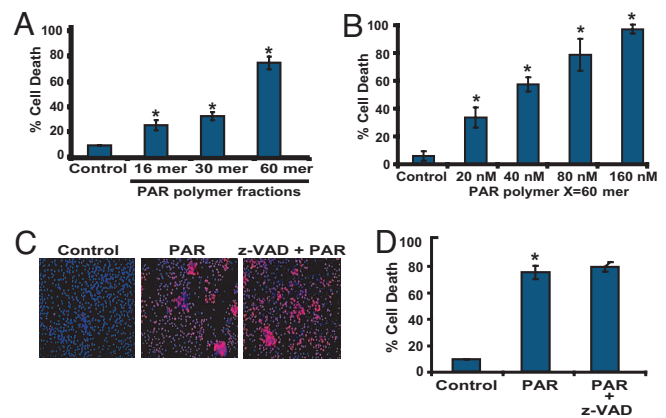 A
% Cell Death
100
80
60
40
20
0
*
*
*
Control 16 mer 30 mer 60 mer
PAR polymer fractions
B
% Cell Death
100
80
60
40
20
0
*
*
*
*
Control 20 nM 40 nM 80 nM 160 nM
PAR polymer X=60 mer
C
Control PAR z-VAD + PAR
D
% Cell Death
100
80
60
40
20
0
*
Control PAR PAR
+
z-VAD